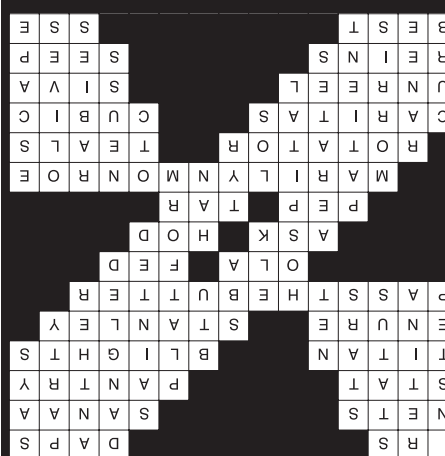 RS DAPS
NETS SANAA
STAT PANTRY
TITAN BLIGHTS
ENURE STANLEY
PASSTHEBUTTER
OLA FED
ASK HOD
PEP TAR
MARILYNMONROE
ROTATOR TEALS
CARITAS CUBIC
UNREEL SIVA
REINS SEEP
BEST SSE